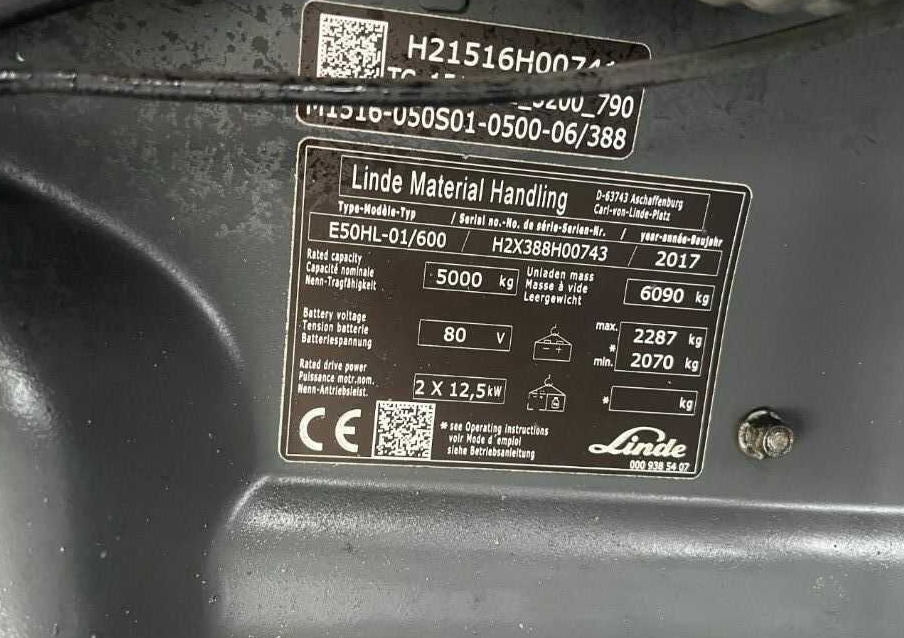 H21516H0074
_790
M1516-050S01-0500-06/388
Linde Material Handling
D-63743 Aschaffenburg
Carl-von-Linde-Platz
Type-Modèle-Typ / Serial no.-No. de série-Serien-Nr. / year-année-Baujahr
E50HL-01/600 / H2X388H00743 / 2017
Rated capacity
Capacité nominale
Nenn-Tragfähigkeit
5000 kg
Unladen mass
Masse à vide
Leergewicht
6090 kg
Battery voltage
Tension batterie
Batteriespannung
80 V
max. 2287 kg
*
min. 2070 kg
Rated drive power
Puissance motr.nom.
Nenn-Antriebsleist.
2 X 12,5 kW
* kg
CE
* see Operating instructions
voir Mode d'emploi
siehe Betriebsanleitung
Linde
000 938 54 07